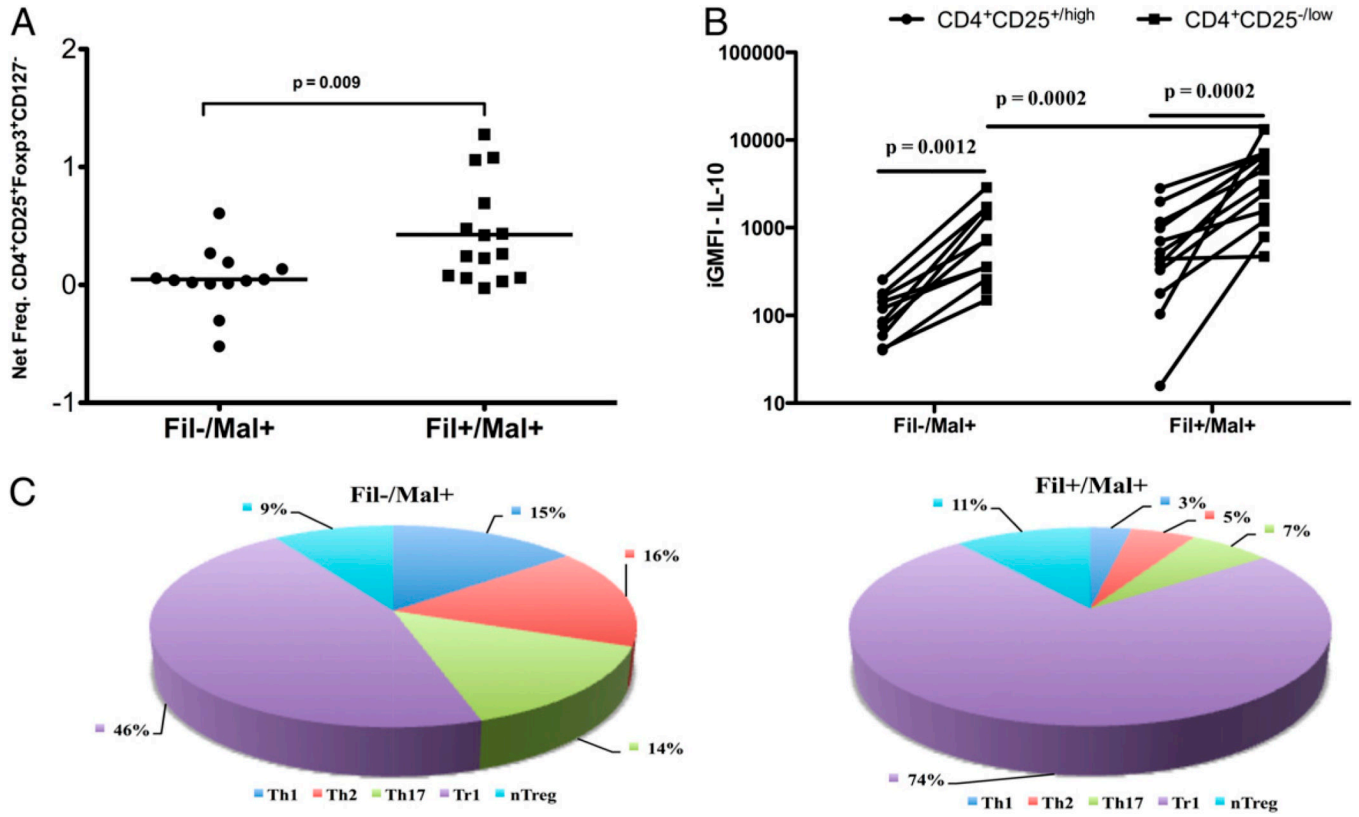 A
2
1
0
-1
Net Freq. CD4⁺CD25⁺Foxp3⁺CD127⁻
p = 0.009
Fil-/Mal+
Fil+/Mal+
B
CD4⁺CD25⁺/ʰⁱᵍʰ
CD4⁺CD25⁻/ˡᵒʷ
100000
10000
1000
100
10
iGMFI - IL-10
p = 0.0012
p = 0.0002
p = 0.0002
Fil-/Mal+
Fil+/Mal+
C
Fil-/Mal+
9%
15%
16%
46%
14%
Th1 Th2 Th17 Tr1 nTreg
Fil+/Mal+
11%
3%
5%
7%
74%
Th1 Th2 Th17 Tr1 nTreg